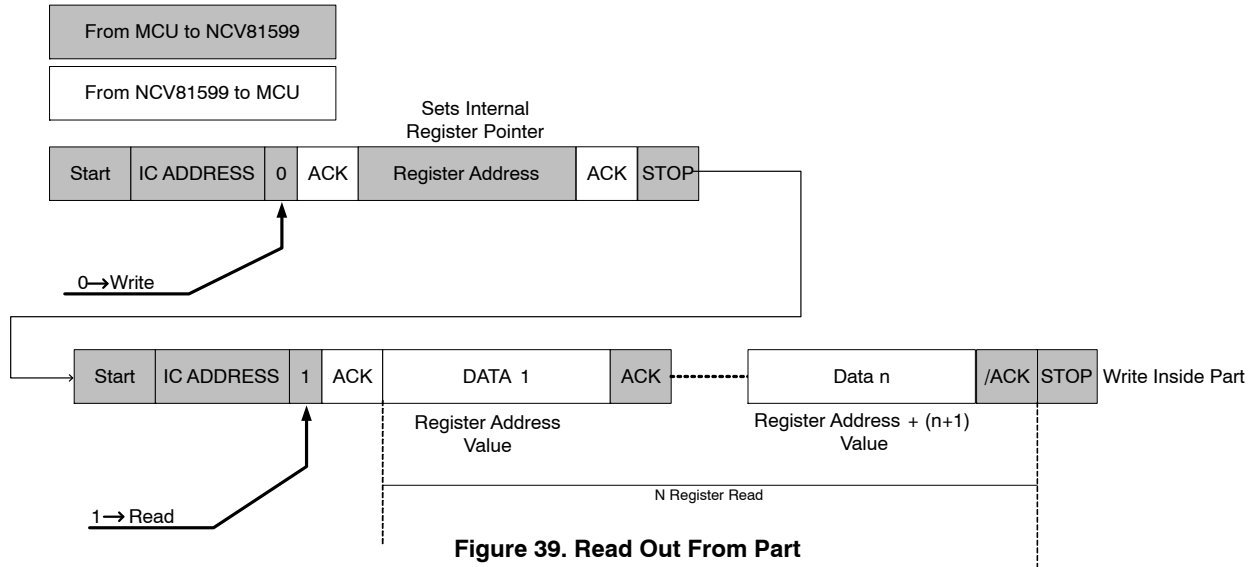 From MCU to NCV81599
From NCV81599 to MCU
Sets Internal
Register Pointer
Start IC ADDRESS 0 ACK Register Address ACK STOP
0→Write
Start IC ADDRESS 1 ACK DATA 1 ACK Data n /ACK STOP Write Inside Part
Register Address
Value
Register Address + (n+1)
Value
N Register Read
1→ Read
Figure 39. Read Out From Part